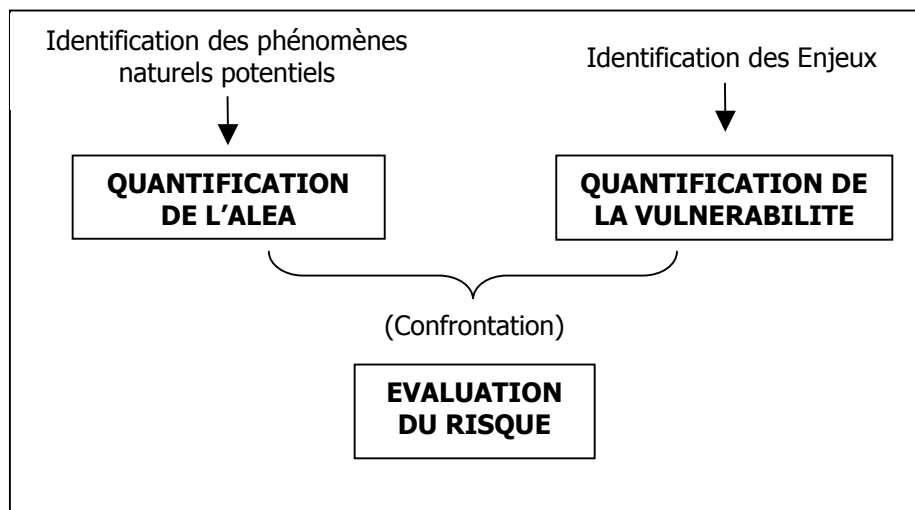 Identification des phénomènes
naturels potentiels
Identification des Enjeux
QUANTIFICATION
DE L'ALEA
QUANTIFICATION DE
LA VULNERABILITE
(Confrontation)
EVALUATION
DU RISQUE